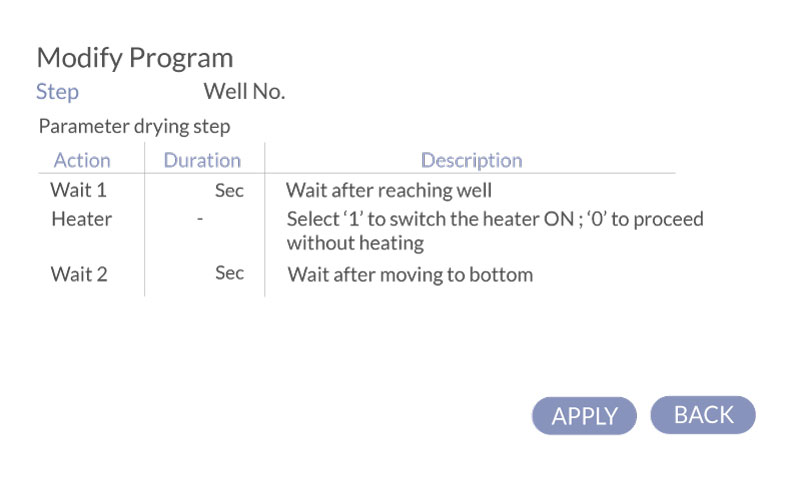 Modify Program
Step Well No.
Parameter drying step
Action Duration Description
Wait 1 Sec Wait after reaching well
Heater - Select ‘1’ to switch the heater ON ; ‘0’ to proceed
without heating
Wait 2 Sec Wait after moving to bottom
APPLY BACK